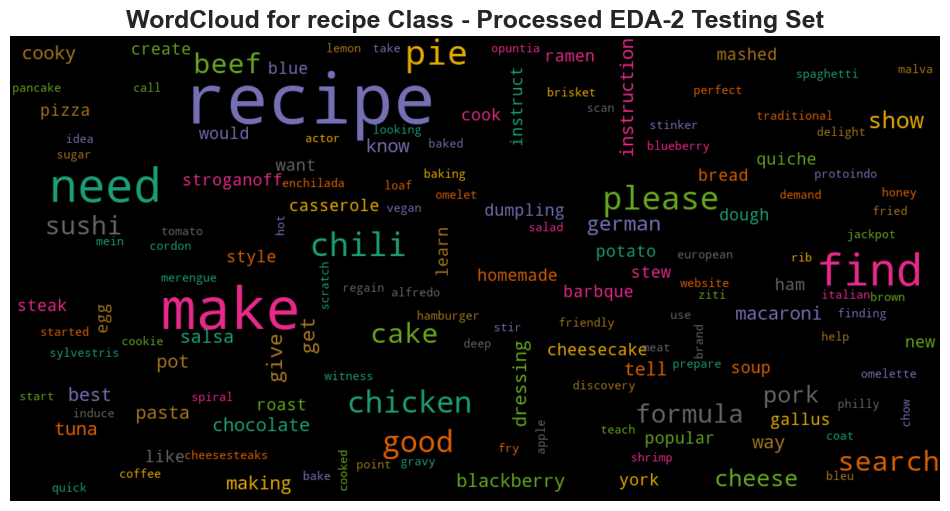 WordCloud for recipe Class - Processed EDA-2 Testing Set
cooky
create
lemon
take
opuntia
ramen
mashed
beef
blue
pie
spaghetti
malva
pancake
call
recipe
instruct
instruction
brisket
scan
perfect
pizza
cook
traditional
show
would
actor
looking
know
baked
stinker
delight
idea
blueberry
sugar
want
quiche
need
stroganoff
enchilada
loaf
baking
omelet
bread
protoindo
please
demand
honey
casserole
vegan
dumpling
german
dough
fried
sushi
hot
salad
tomato
mein
cordon
chili
learn
potato
european
jackpot
style
merengue
scratch
regain
alfredo
homemade
stew
rib
find
website
barbque
ziti
ham
italian
brown
steak
make
egg
get
hamburger
friendly
use
macaroni
finding
started
cookie
salsa
cake
stir
brand
help
new
sylvestris
give
deep
cheesecake
meat
pot
dressing
tell
prepare
soup
omelette
witness
discovery
start
best
spiral
induce
pasta
roast
chicken
pork
philly
chow
formula
gallus
tuna
chocolate
teach
coat
good
apple
popular
way
like
cheesesteaks
fry
shrimp
point
gravy
search
coffee
bake
cooked
quick
making
blackberry
york
cheese
bleu